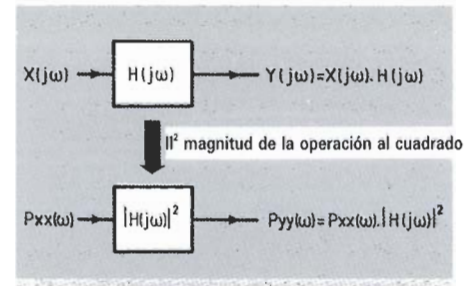 X(jω) H(jω) Y(jω)=X(jω).H(jω)
||² magnitud de la operación al cuadrado
Pxx(ω) |H(jω)|² Pyy(ω)=Pxx(ω).|H(jω)|²